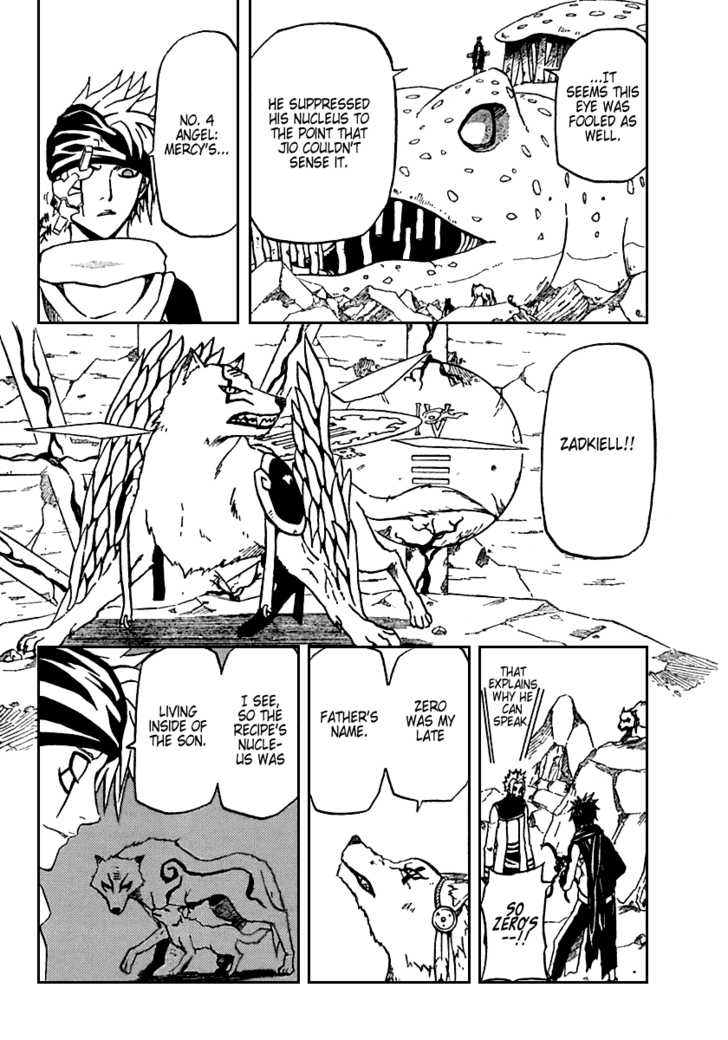 ...IT
SEEMS THIS
EYE WAS
FOOLED AS
WELL.
HE SUPPRESSED
HIS NUCLEUS
TO THE
POINT THAT
JIO COULDN'T
SENSE IT.
NO. 4
ANGEL:
MERCY'S...
ZADKIELL!!
IV
THAT
EXPLAINS
WHY HE
CAN
SPEAK
SO
ZERO'S
--!!
ZERO
WAS MY
LATE
FATHER'S
NAME.
I SEE,
SO THE
RECIPE'S
NUCLE-
US WAS
LIVING
INSIDE OF
THE SON.